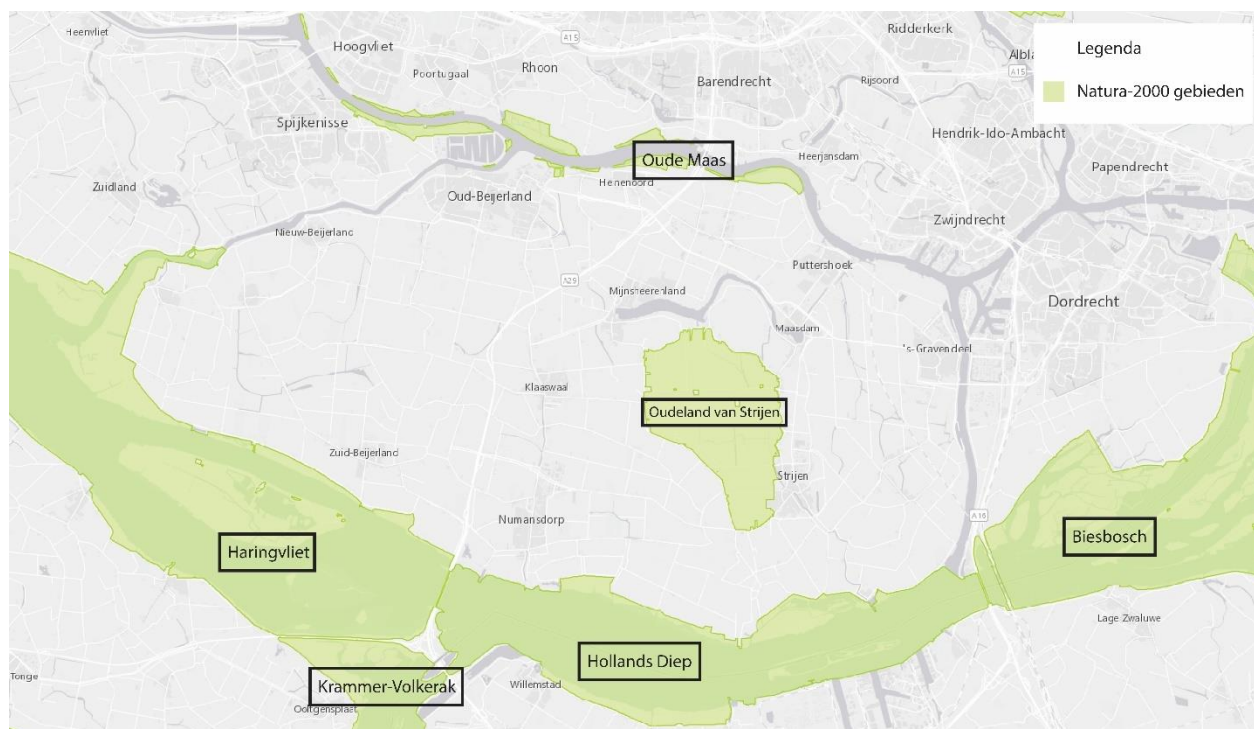 Heenvliet
Hoogvliet
A15
Ridderkerk
Legenda
Poortugaal
Rhoon
Barendrecht
Rijsoord
Albla
A15
Natura-2000 gebieden
Spijkenisse
Hendrik-Ido-Ambacht
Oude Maas
Heerjansdam
Papendrecht
Zuidland
Oud-Beijerland
Heinenoord
Zwijndrecht
Nieuw-Beijerland
Puttershoek
A29
Mijnsheerenland
Dordrecht
Maasdam
's-Gravendeel
Klaaswaal
Oudeland van Strijen
Zuid-Beijerland
Strijen
Numansdorp
A16
Haringvliet
Biesbosch
Lage Zwaluwe
Hollands Diep
Tonge
Krammer-Volkerak
Willemstad
Ooltgensplaat